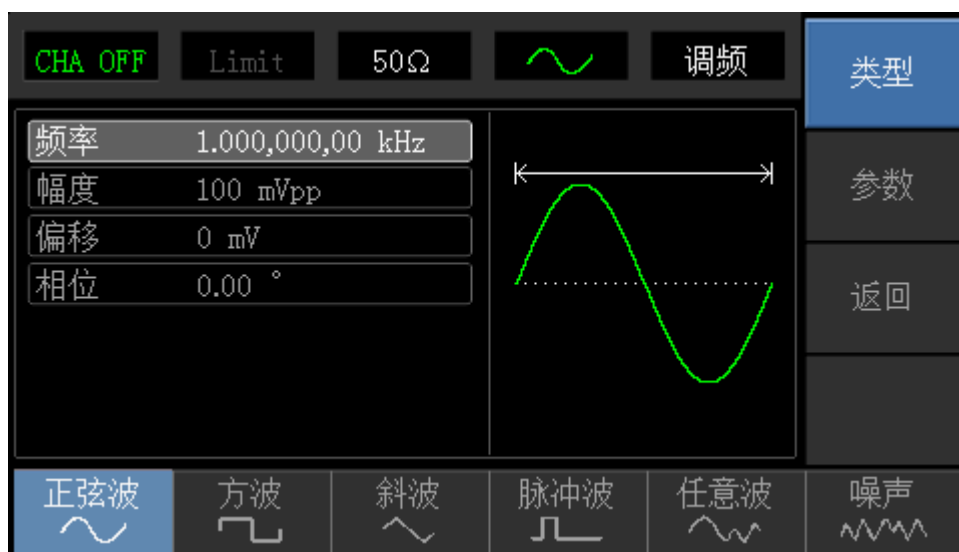 CHA OFF Limit 50Ω 调频 类型
频率 1.000,000,00 kHz
幅度 100 mVpp 参数
偏移 0 mV
相位 0.00 ° 返回
正弦波 方波 斜波 脉冲波 任意波 噪声